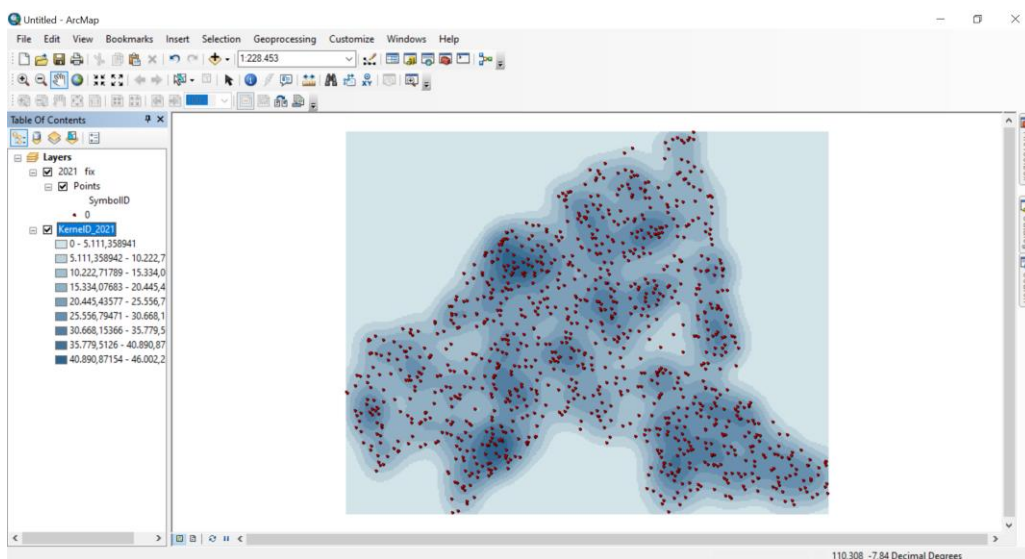 Untitled - ArcMap
File Edit View Bookmarks Insert Selection Geoprocessing Customize Windows Help
1:228.453
Table Of Contents
Layers
2021 fix
Points
SymbolID
0
KernelD_2021
0 - 5.111,358941
5.111,358942 - 10.222,7
10.222,71789 - 15.334,0
15.334,07683 - 20.445,4
20.445,43577 - 25.556,7
25.556,79471 - 30.668,1
30.668,15366 - 35.779,5
35.779,5126 - 40.890,87
40.890,87154 - 46.002,2
110.308 -7.84 Decimal Degrees